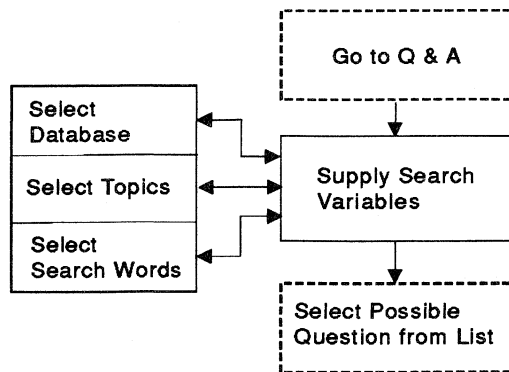 Go to Q & A
Select
Database
Select Topics
Select
Search Words
Supply Search
Variables
Select Possible
Question from List